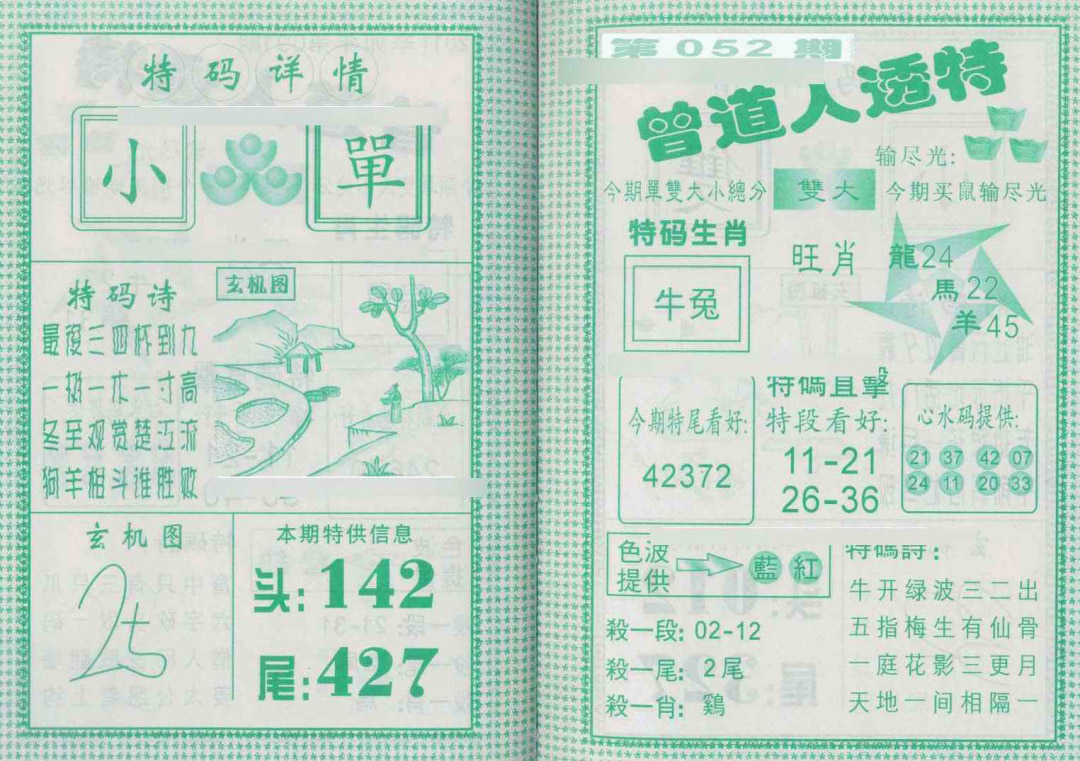 特码详情
小 單
特码诗
最後三四杯到九
一极一木一寸高
冬至观赏楚江流
狗羊相斗谁胜败
玄机图
玄机图
本期特供信息
头:142
尾:427
第052期
曾道人透特
输尽光:
今期單雙大小總分 雙大 今期买鼠输尽光
特码生肖
牛兔
旺肖
龍24
馬22
羊45
今期特尾看好:
42372
特碼直擊
特段看好:
11-21
26-36
心水码提供:
21 37 42 07
24 11 20 33
色波
提供
藍 紅
殺一段: 02-12
殺一尾: 2尾
殺一肖: 鷄
特碼詩:
牛开绿波三二出
五指梅生有仙骨
一庭花影三更月
天地一间相隔一